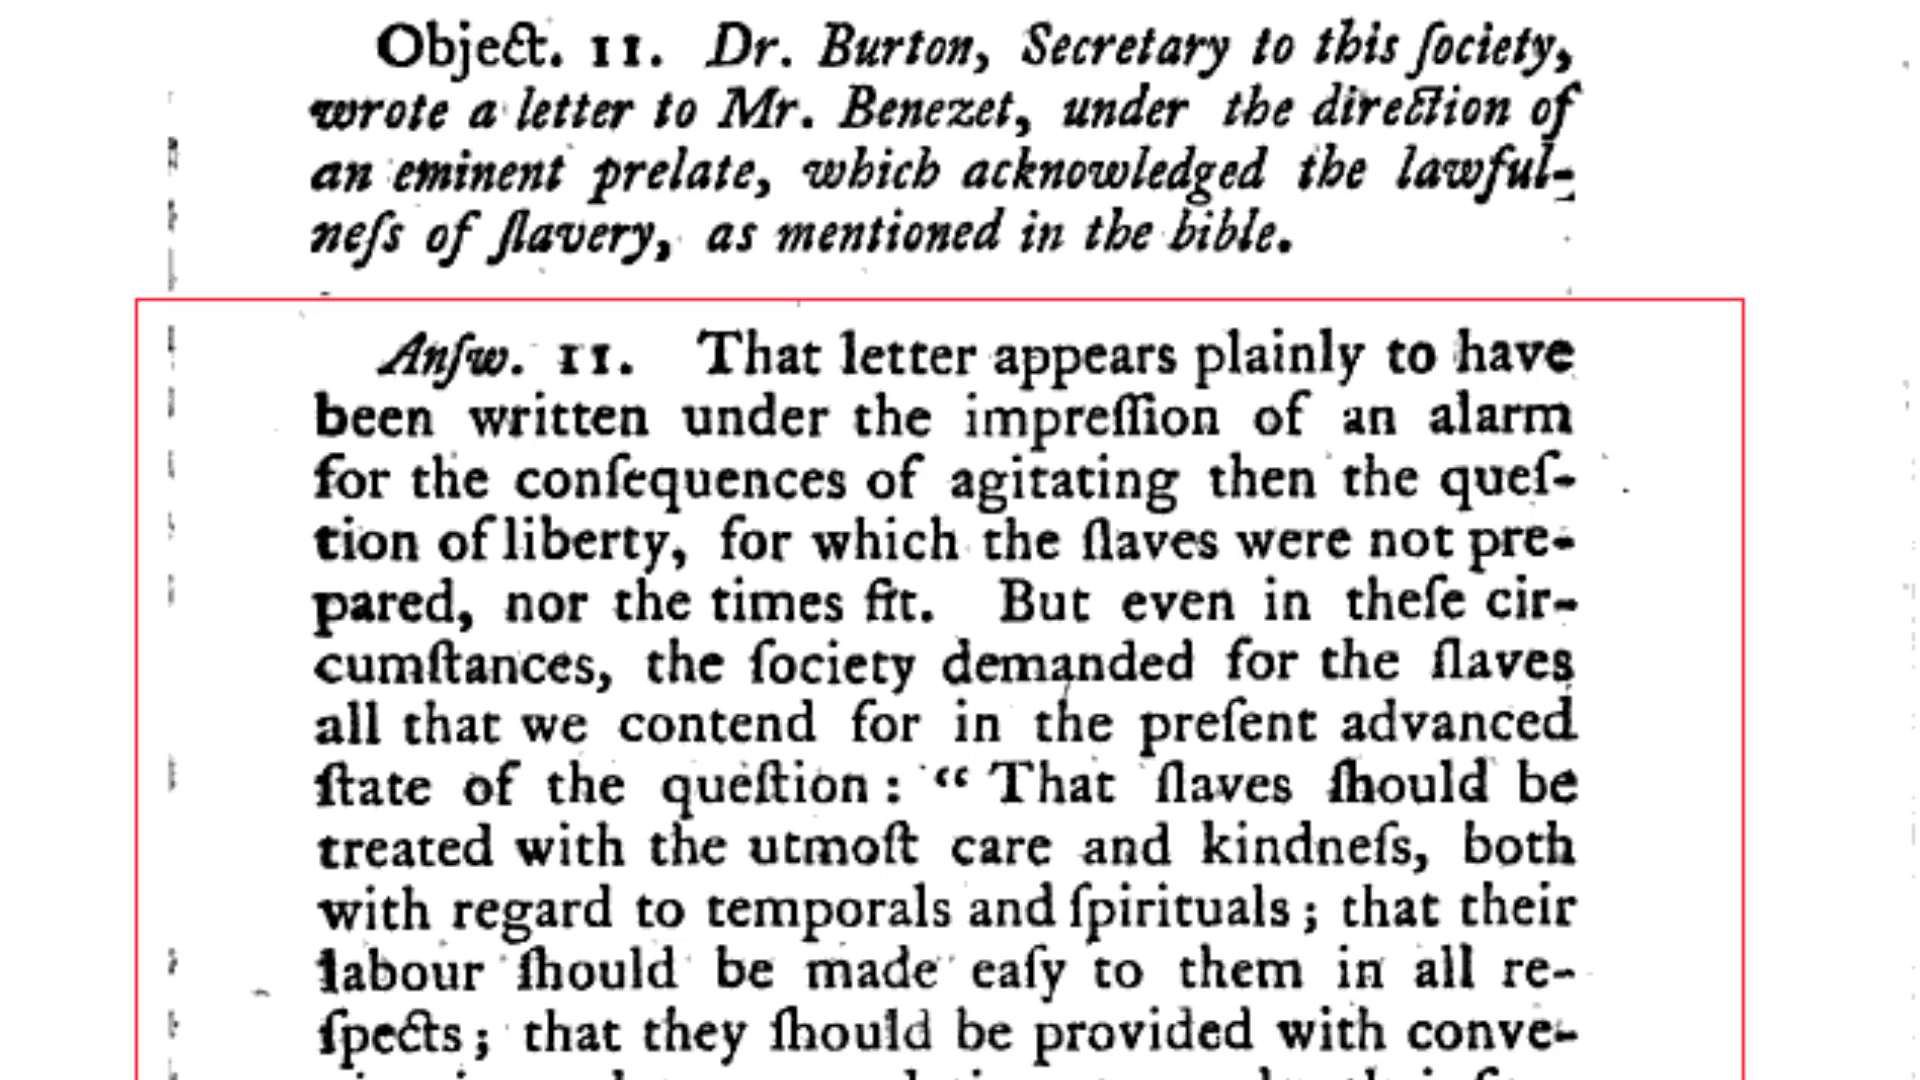 Object. 11. Dr. Burton, Secretary to this ſociety,
wrote a letter to Mr. Benezet, under the direction of
an eminent prelate, which acknowledged the lawful-
neſs of ſlavery, as mentioned in the bible.
Anſw. 11. That letter appears plainly to have
been written under the impreſſion of an alarm
for the conſequences of agitating then the queſ-
tion of liberty, for which the ſlaves were not pre-
pared, nor the times fit. But even in theſe cir-
cumſtances, the ſociety demanded for the ſlaves
all that we contend for in the preſent advanced
ſtate of the queſtion: “ That ſlaves ſhould be
treated with the utmoſt care and kindneſs, both
with regard to temporals and ſpirituals; that their
labour ſhould be made eaſy to them in all re-
ſpects; that they ſhould be provided with conve-